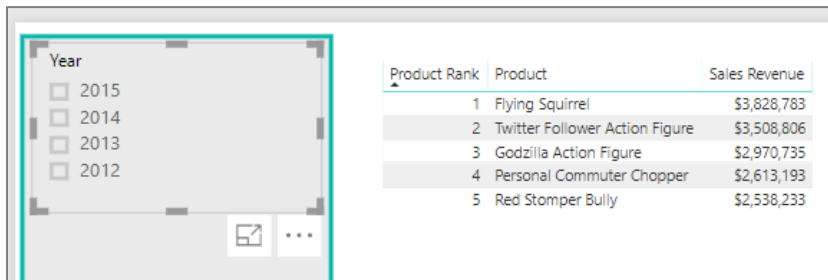 Year
2015
2014
2013
2012
Product Rank Product Sales Revenue
1 Flying Squirrel $3,828,783
2 Twitter Follower Action Figure $3,508,806
3 Godzilla Action Figure $2,970,735
4 Personal Commuter Chopper $2,613,193
5 Red Stomper Bully $2,538,233